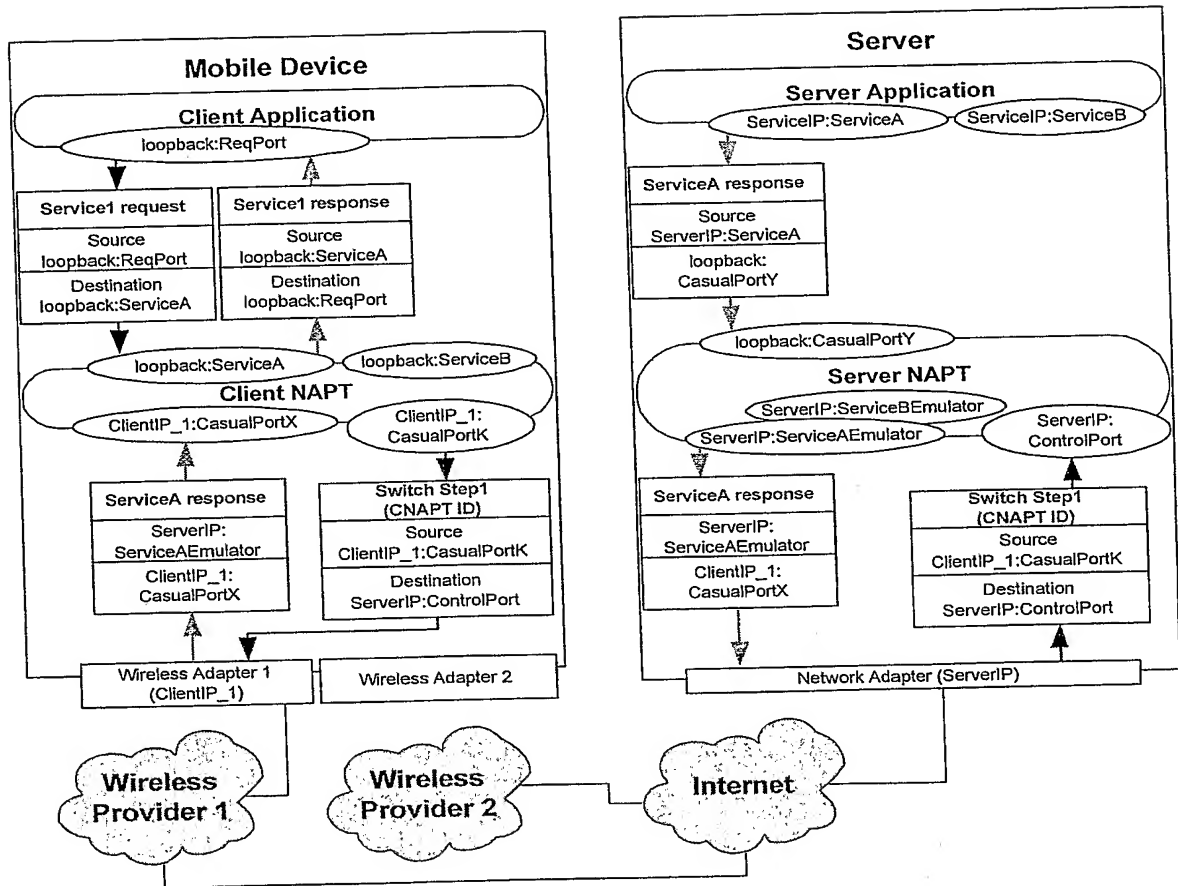 Mobile Device
Client Application
loopback:ReqPort
Service1 request
Source
loopback:ReqPort
Destination
loopback:ServiceA
Service1 response
Source
loopback:ServiceA
Destination
loopback:ReqPort
loopback:ServiceA
loopback:ServiceB
Client NAPT
ClientIP_1:CasualPortX
ClientIP_1:
CasualPortK
ServiceA response
ServerIP:
ServiceAEmulator
ClientIP_1:
CasualPortX
Switch Step1
(CNAPT ID)
Source
ClientIP_1:CasualPortK
Destination
ServerIP:ControlPort
Wireless Adapter 1
(ClientIP_1)
Wireless Adapter 2
Server
Server Application
ServiceIP:ServiceA
ServiceIP:ServiceB
ServiceA response
Source
ServerIP:ServiceA
loopback:
CasualPortY
loopback:CasualPortY
Server NAPT
ServerIP:ServiceBEmulator
ServerIP:ServiceAEmulator
ServerIP:
ControlPort
ServiceA response
ServerIP:
ServiceAEmulator
ClientIP_1:
CasualPortX
Switch Step1
(CNAPT ID)
Source
ClientIP_1:CasualPortK
Destination
ServerIP:ControlPort
Network Adapter (ServerIP)
Wireless
Provider 1
Wireless
Provider 2
Internet